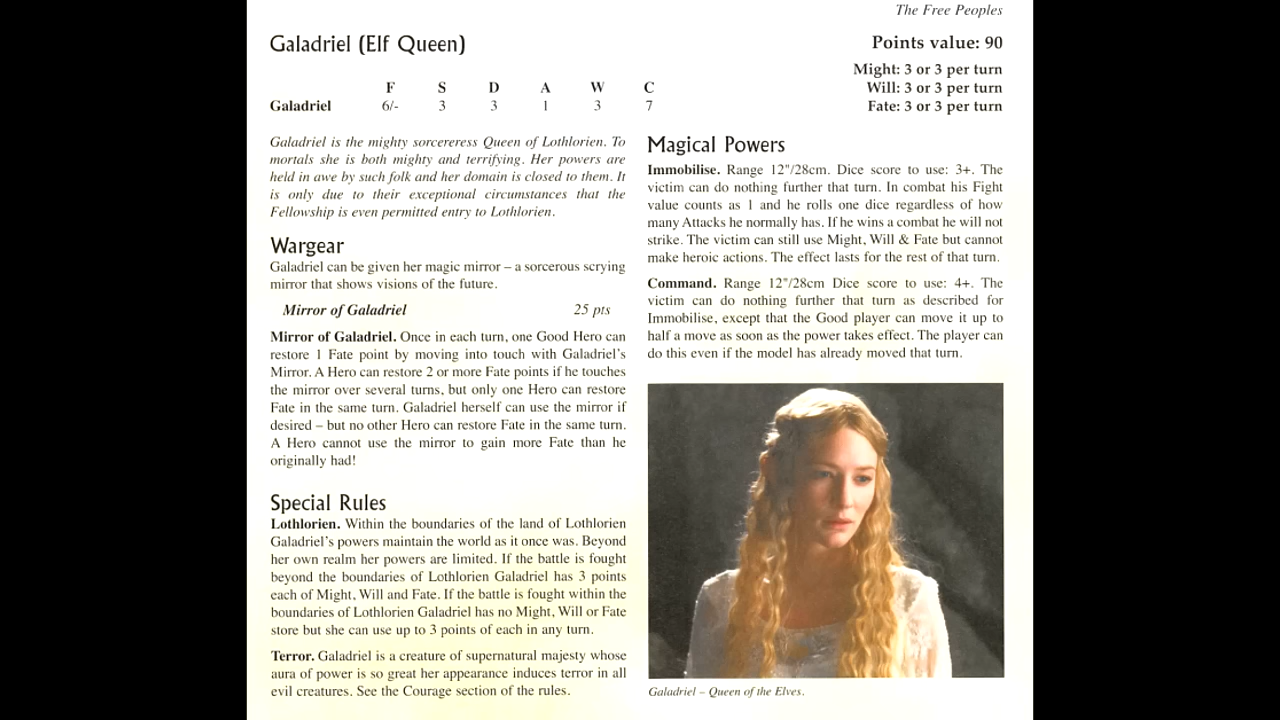 The Free Peoples
Galadriel (Elf Queen)
Points value: 90
Might: 3 or 3 per turn
Will: 3 or 3 per turn
Fate: 3 or 3 per turn
F S D A W C
Galadriel 6/- 3 3 1 3 7
Galadriel is the mighty sorcereress Queen of Lothlorien. To
mortals she is both mighty and terrifying. Her powers are
held in awe by such folk and her domain is closed to them. It
is only due to their exceptional circumstances that the
Fellowship is even permitted entry to Lothlorien.
Wargear
Galadriel can be given her magic mirror – a sorcerous scrying
mirror that shows visions of the future.
Mirror of Galadriel 25 pts
Mirror of Galadriel. Once in each turn, one Good Hero can
restore 1 Fate point by moving into touch with Galadriel's
Mirror. A Hero can restore 2 or more Fate points if he touches
the mirror over several turns, but only one Hero can restore
Fate in the same turn. Galadriel herself can use the mirror if
desired – but no other Hero can restore Fate in the same turn.
A Hero cannot use the mirror to gain more Fate than he
originally had!
Special Rules
Lothlorien. Within the boundaries of the land of Lothlorien
Galadriel's powers maintain the world as it once was. Beyond
her own realm her powers are limited. If the battle is fought
beyond the boundaries of Lothlorien Galadriel has 3 points
each of Might, Will and Fate. If the battle is fought within the
boundaries of Lothlorien Galadriel has no Might, Will or Fate
store but she can use up to 3 points of each in any turn.
Terror. Galadriel is a creature of supernatural majesty whose
aura of power is so great her appearance induces terror in all
evil creatures. See the Courage section of the rules.
Magical Powers
Immobilise. Range 12"/28cm. Dice score to use: 3+. The
victim can do nothing further that turn. In combat his Fight
value counts as 1 and he rolls one dice regardless of how
many Attacks he normally has. If he wins a combat he will not
strike. The victim can still use Might, Will & Fate but cannot
make heroic actions. The effect lasts for the rest of that turn.
Command. Range 12"/28cm Dice score to use: 4+. The
victim can do nothing further that turn as described for
Immobilise, except that the Good player can move it up to
half a move as soon as the power takes effect. The player can
do this even if the model has already moved that turn.
Galadriel – Queen of the Elves.